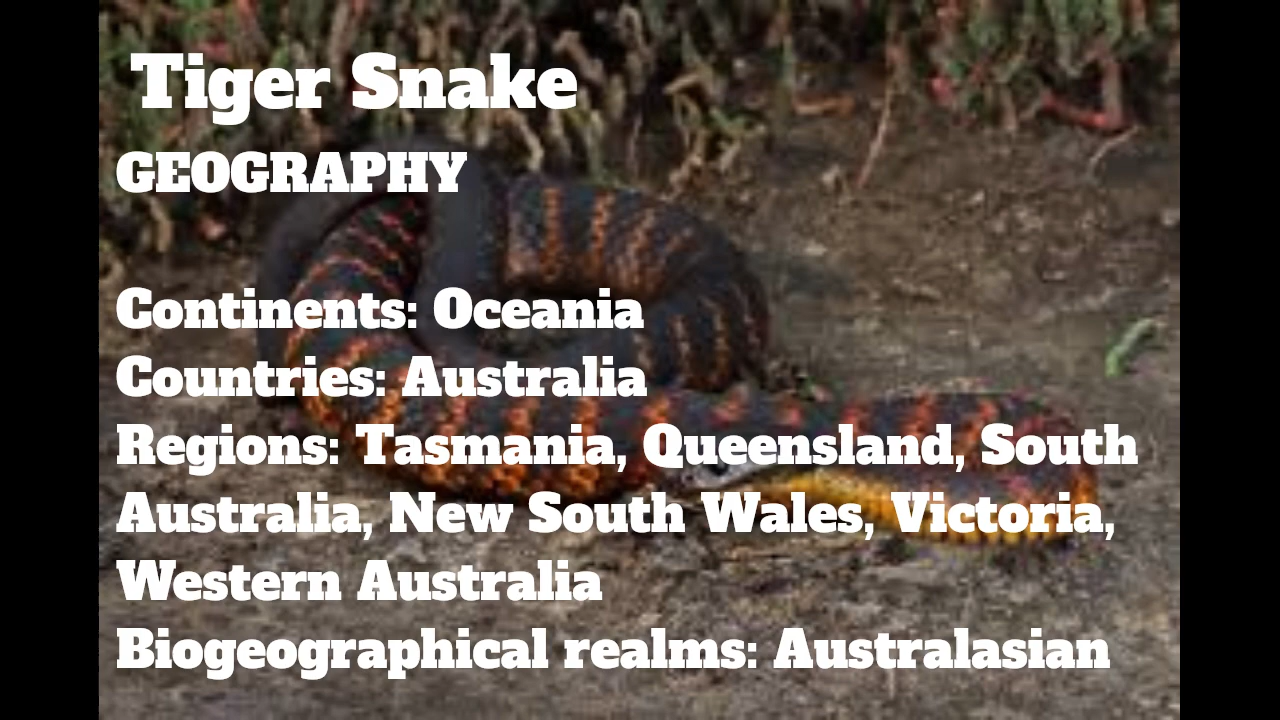 Tiger Snake
GEOGRAPHY
Continents: Oceania
Countries: Australia
Regions: Tasmania, Queensland, South
Australia, New South Wales, Victoria,
Western Australia
Biogeographical realms: Australasian